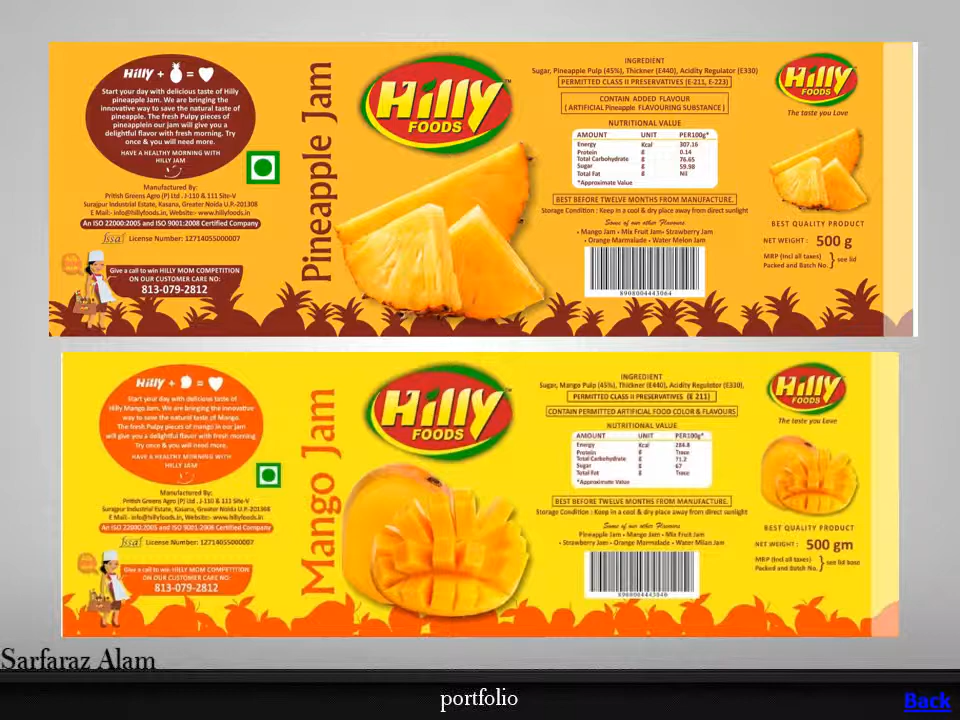 Hilly + =
Start your day with delicious taste of Hilly
pineapple Jam. We are bringing the
innovative way to save the natural taste of
pineapple. The fresh Pulpy pieces of
pineapplein our jam will give you a
delightful flavor with fresh morning. Try
once & you will need more.
HAVE A HEALTHY MORNING WITH
HILLY JAM
Manufactured By:
Pritish Greens Agro (P) Ltd . J-110 & 111 Site-V
Surajpur Industrial Estate, Kasana, Greater Noida U.P.-201308
E Mail:- info@hillyfoods.in, Website:- www.hillyfoods.in
An ISO 22000:2005 and ISO 9001:2008 Certified Company
fssai License Number: 12714055000007
Give a call to win HILLY MOM COMPETITION
ON OUR CUSTOMER CARE NO:
813-079-2812
Pineapple Jam
Hilly
FOODS
INGREDIENT
Sugar, Pineapple Pulp (45%), Thickner (E440), Acidity Regulator (E330)
PERMITTED CLASS II PRESERVATIVES (E-211, E-223)
CONTAIN ADDED FLAVOUR
( ARTIFICIAL Pineapple FLAVOURING SUBSTANCE )
NUTRITIONAL VALUE
AMOUNT UNIT PER100g*
Energy Kcal 307.16
Protein g 0.14
Total Carbohydrate g 76.65
Sugar g 59.98
Total Fat g Nil
*Approximate Value
BEST BEFORE TWELVE MONTHS FROM MANUFACTURE.
Storage Condition : Keep in a cool & dry place away from direct sunlight
Some of our other Flavours
• Mango Jam • Mix Fruit Jam• Strawberry Jam
• Orange Marmalade • Water Melon Jam
8908004443064
Hilly
FOODS
The taste you Love
BEST QUALITY PRODUCT
NET WEIGHT : 500 g
MRP (Incl all taxes)
Packed and Batch No. } see lid
Hilly + =
Start your day with delicious taste of
Hilly Mango Jam. We are bringing the innovative
way to save the natural taste of Mango.
The fresh Pulpy pieces of mango in our jam
will give you a delightful flavor with fresh morning
Try once & you will need more.
HAVE A HEALTHY MORNING WITH
HILLY JAM
Manufactured By:
Pritish Greens Agro (P) Ltd . J-110 & 111 Site-V
Surajpur Industrial Estate, Kasana, Greater Noida U.P.-201308
E Mail:- info@hillyfoods.in, Website:- www.hillyfoods.in
An ISO 22000:2005 and ISO 9001:2008 Certified Company
fssai License Number: 12714055000007
Give a call to win HILLY MOM COMPETITION
ON OUR CUSTOMER CARE NO:
813-079-2812
Mango Jam
Hilly
FOODS
INGREDIENT
Sugar, Mango Pulp (45%), Thickner (E440), Acidity Regulator (E330),
PERMITTED CLASS II PRESERVATIVES (E 211)
CONTAIN PERMITTED ARTIFICIAL FOOD COLOR & FLAVOURS
NUTRITIONAL VALUE
AMOUNT UNIT PER100g*
Energy Kcal 284.8
Protein g Trace
Total Carbohydrate g 71.2
Sugar g 67
Total Fat g Trace
*Approximate Value
BEST BEFORE TWELVE MONTHS FROM MANUFACTURE.
Storage Condition : Keep in a cool & dry place away from direct sunlight
Some of our other Flavours
Pineapple Jam • Mango Jam • Mix Fruit Jam
• Strawberry Jam • Orange Marmalade • Water Milan Jam
8908004443040
Hilly
FOODS
The taste you Love
BEST QUALITY PRODUCT
NET WEIGHT : 500 gm
MRP (Incl all taxes)
Packed and Batch No. } see lid base
Sarfaraz Alam
portfolio
Back